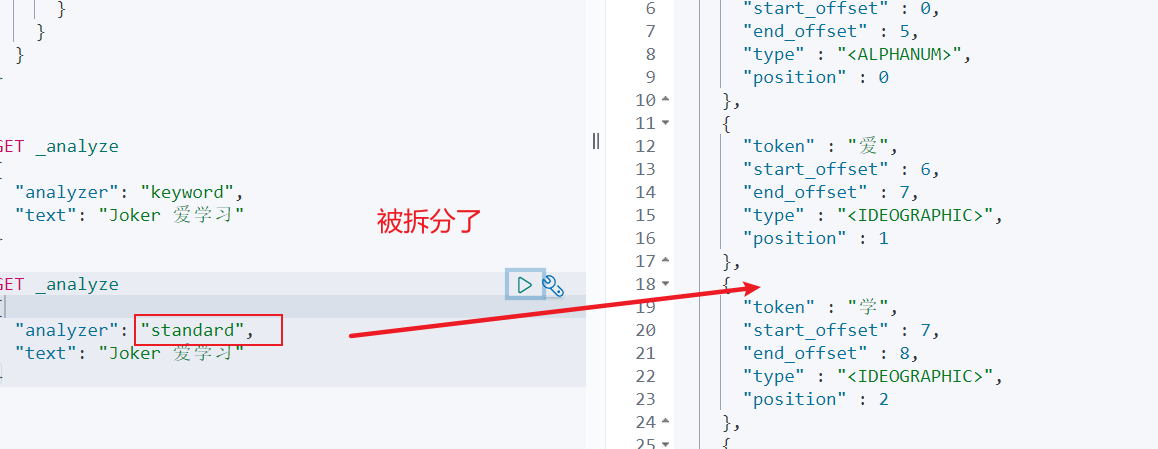 }
}
}
GET _analyze
"analyzer": "keyword",
"text": "Joker 爱学习"
GET _analyze
"analyzer": "standard",
"text": "Joker 爱学习"
被拆分了
6 "start_offset" : 0,
7 "end_offset" : 5,
8 "type" : "<ALPHANUM>",
9 "position" : 0
10 },
11 {
12 "token" : "爱",
13 "start_offset" : 6,
14 "end_offset" : 7,
15 "type" : "<IDEOGRAPHIC>",
16 "position" : 1
17 },
18 {
19 "token" : "学",
20 "start_offset" : 7,
21 "end_offset" : 8,
22 "type" : "<IDEOGRAPHIC>",
23 "position" : 2
24 },
25 {